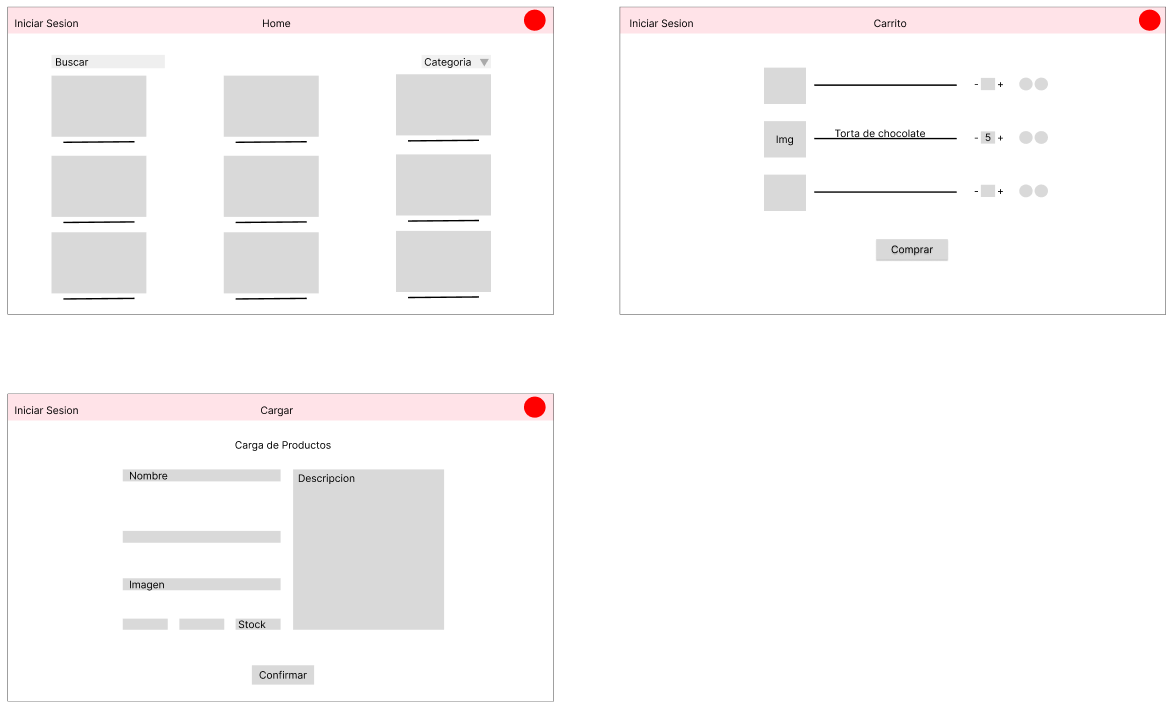 Iniciar Sesion Home
Buscar Categoria
Iniciar Sesion Carrito
- +
Img Torta de chocolate - 5 +
- +
Comprar
Iniciar Sesion Cargar
Carga de Productos
Nombre
Descripcion
Imagen
Stock
Confirmar